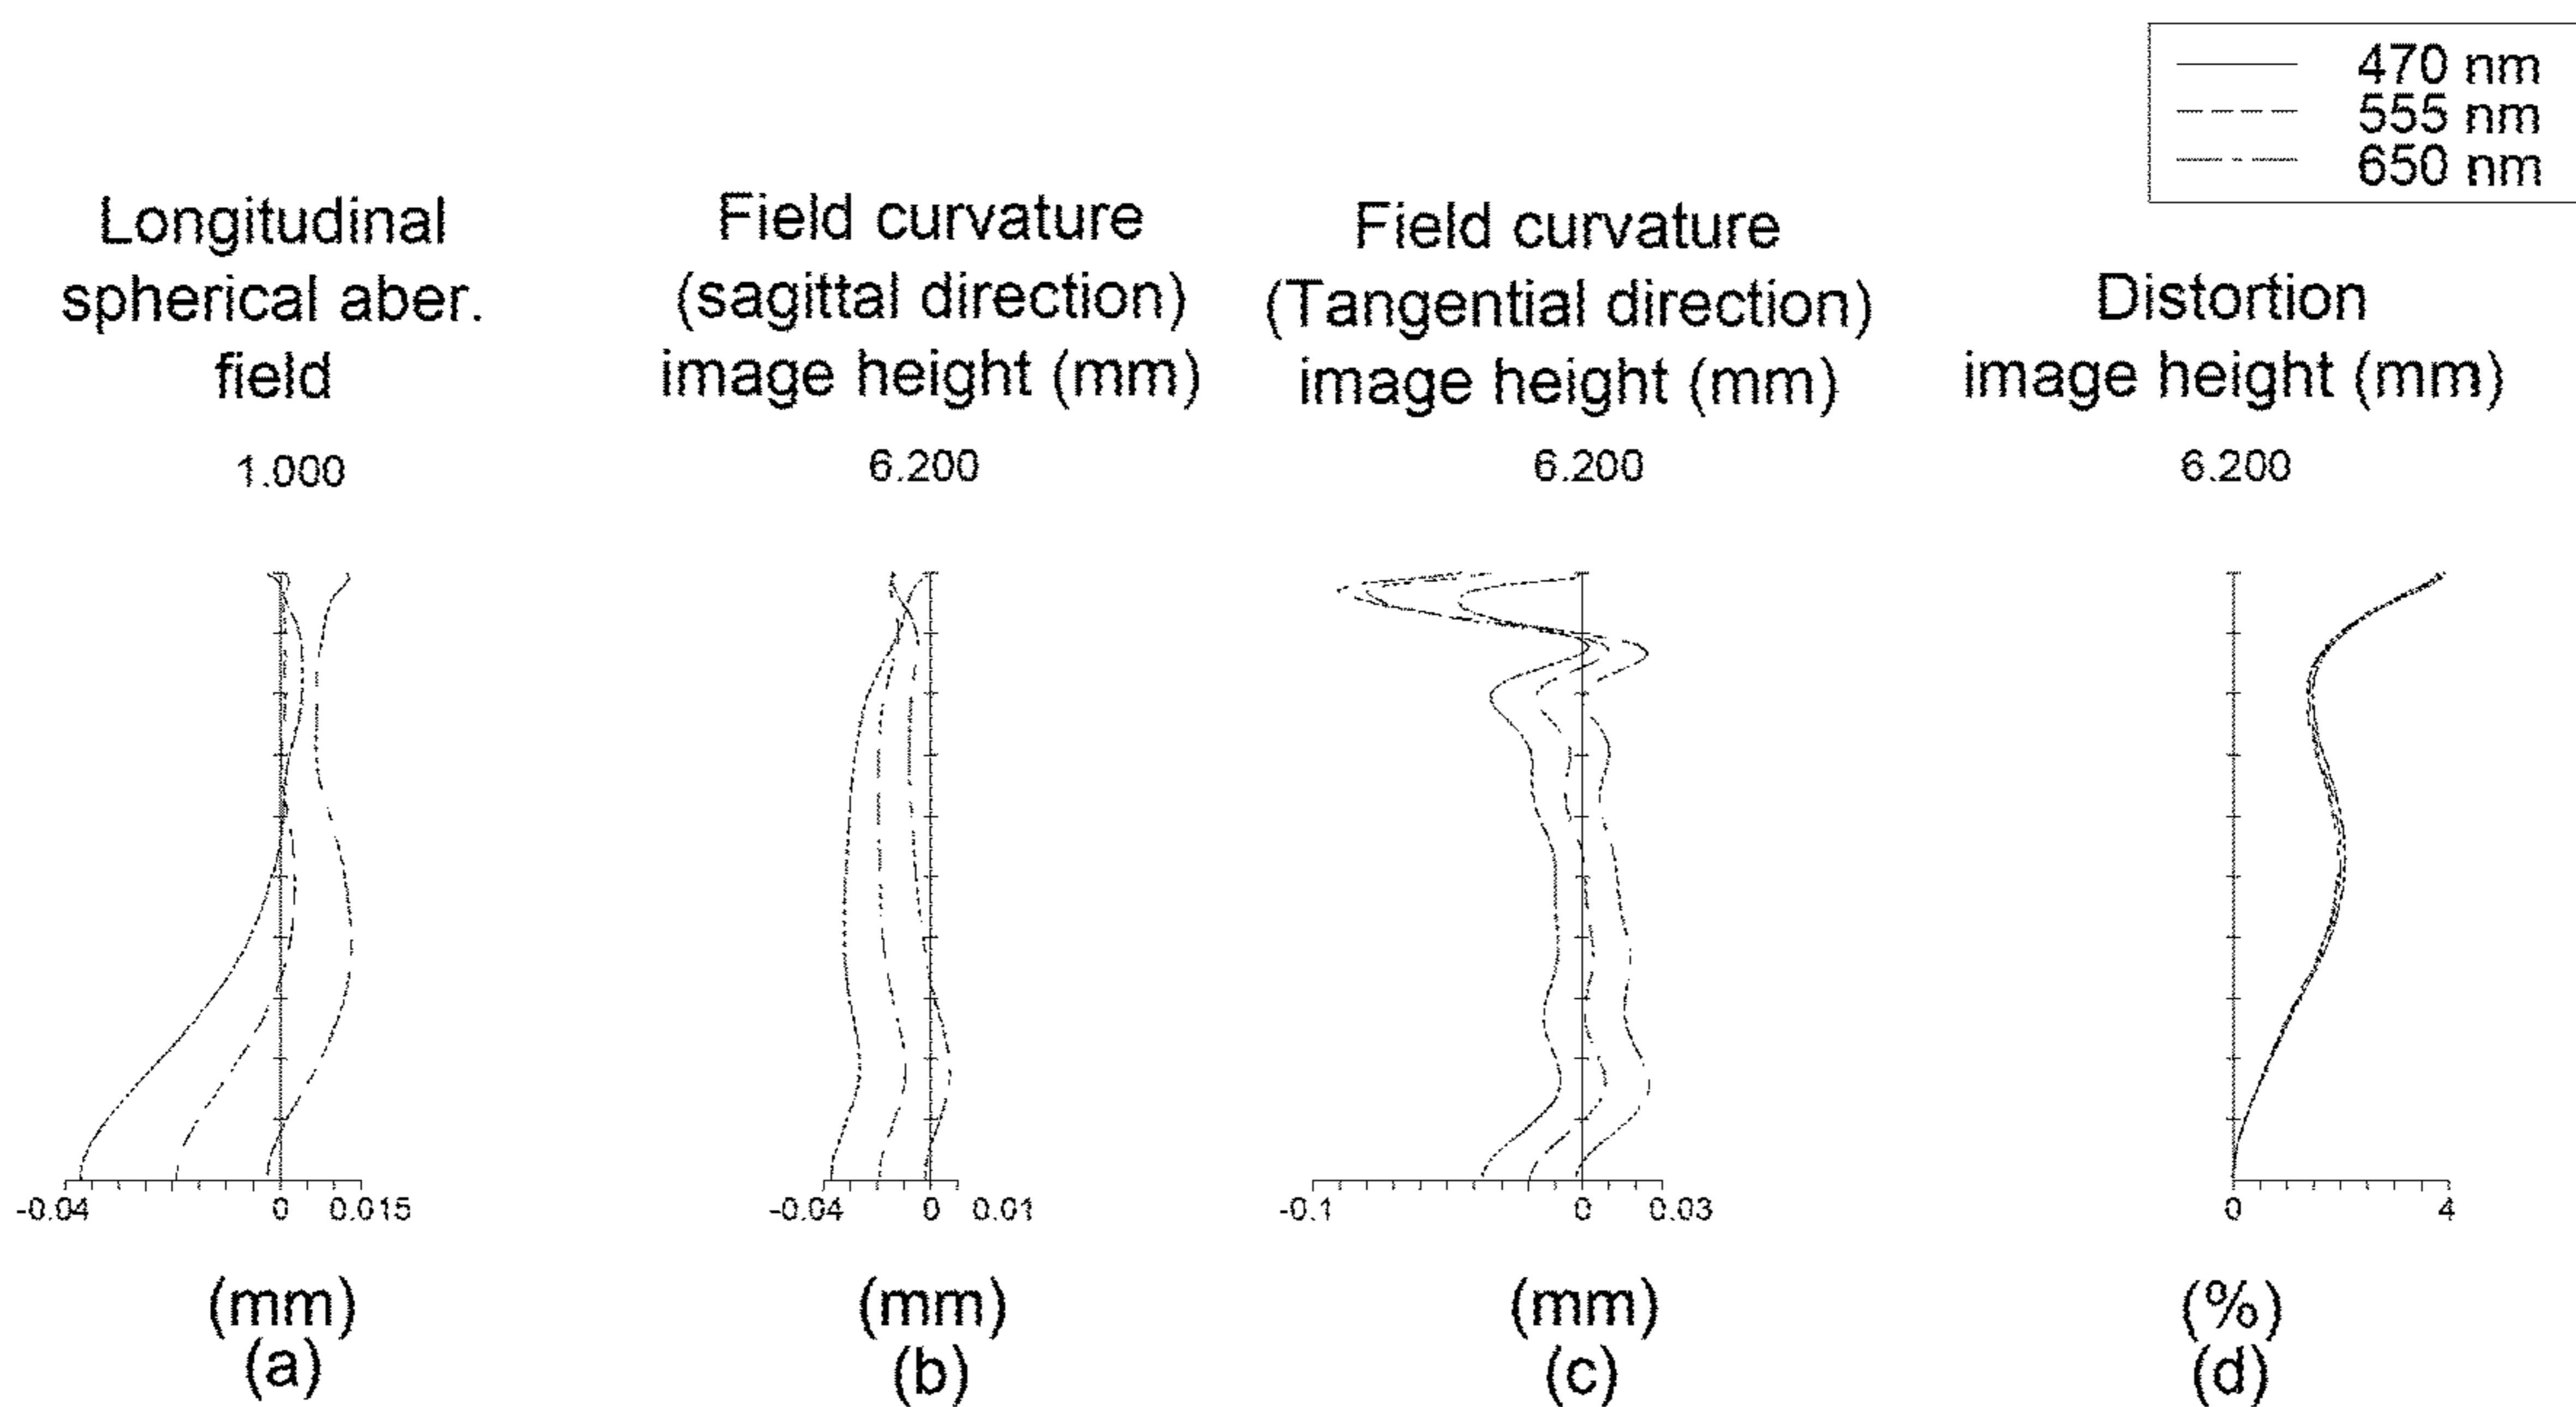 470 nm
555 nm
650 nm
Longitudinal
spherical aber.
field
1.000
-0.04 0 0.015
(mm)
(a)
Field curvature
(sagittal direction)
image height (mm)
6.200
-0.04 0 0.01
(mm)
(b)
Field curvature
(Tangential direction)
image height (mm)
6.200
-0.1 0 0.03
(mm)
(c)
Distortion
image height (mm)
6.200
0 4
(%)
(d)